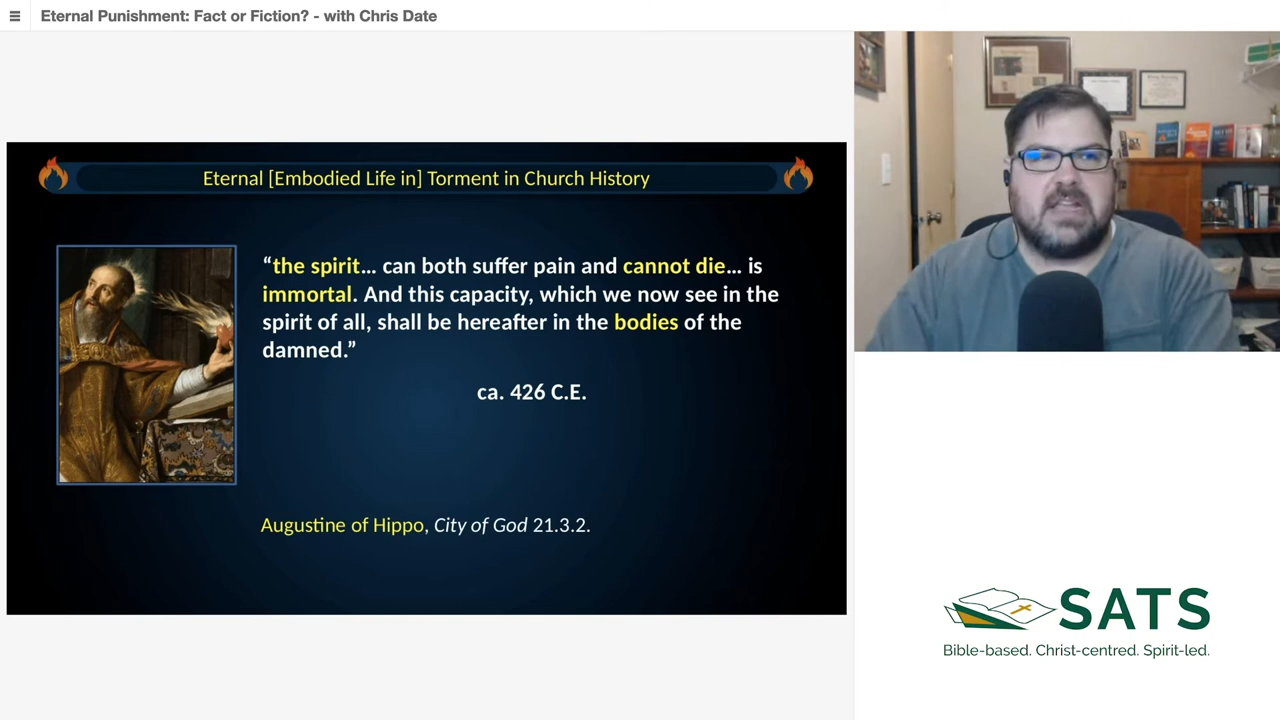 Eternal Punishment: Fact or Fiction? - with Chris Date
Eternal [Embodied Life in] Torment in Church History
“the spirit… can both suffer pain and cannot die… is
immortal. And this capacity, which we now see in the
spirit of all, shall be hereafter in the bodies of the
damned.”
ca. 426 C.E.
Augustine of Hippo, City of God 21.3.2.
SATS
Bible-based. Christ-centred. Spirit-led.